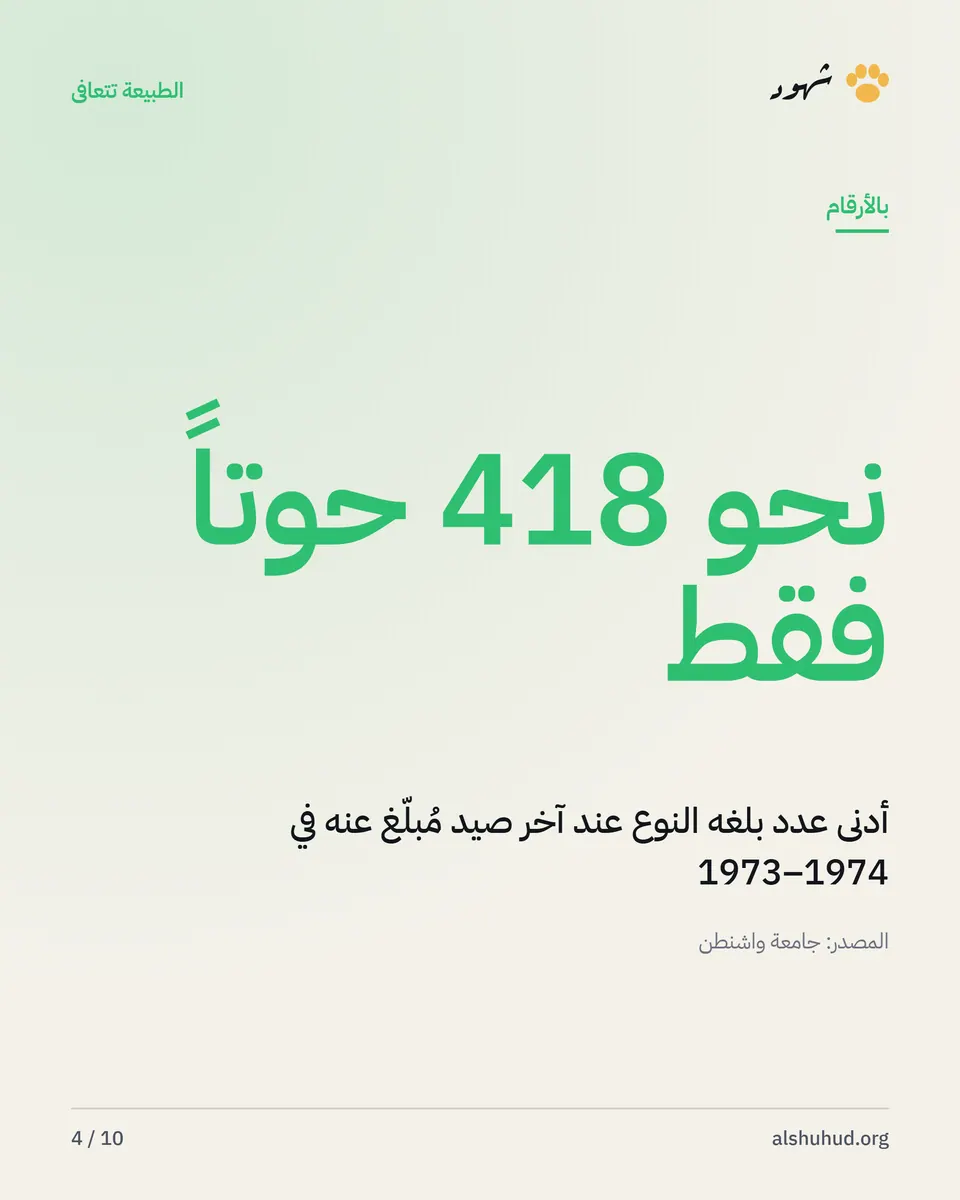 شهود
الطبيعة تتعافى
بالأرقام
نحو 418 حوتاً
فقط
أدنى عدد بلغه النوع عند آخر صيد مُبلّغ عنه في
1973–1974
المصدر: جامعة واشنطن
alshuhud.org
4 / 10